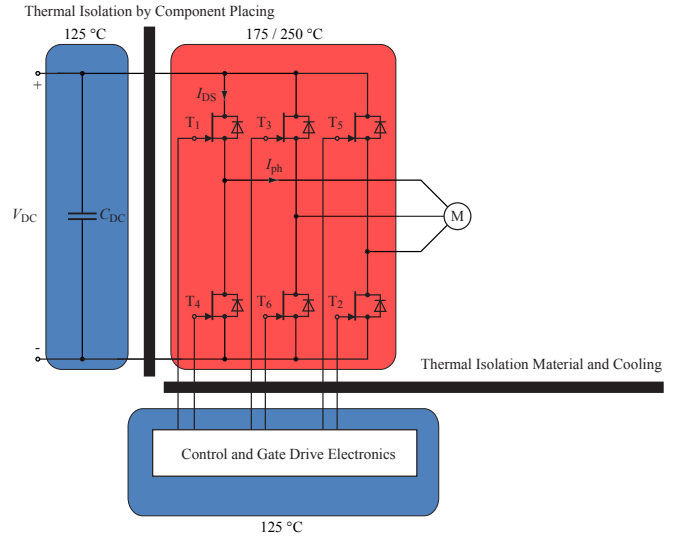 Thermal Isolation by Component Placing
125 °C
175 / 250 °C
+
I_DS
T_1
T_3
T_5
I_ph
M
V_DC
C_DC
T_4
T_6
T_2
-
Thermal Isolation Material and Cooling
Control and Gate Drive Electronics
125 °C